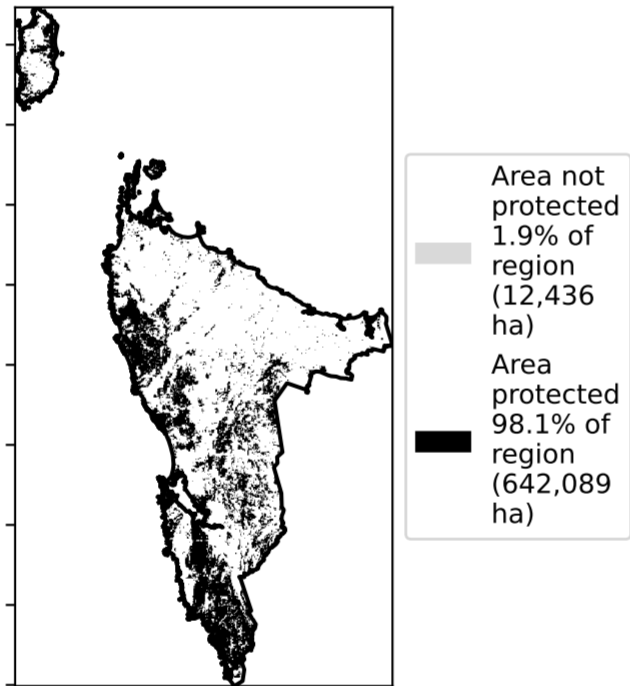 Area not
protected
1.9% of
region
(12,436
ha)
Area
protected
98.1% of
region
(642,089
ha)